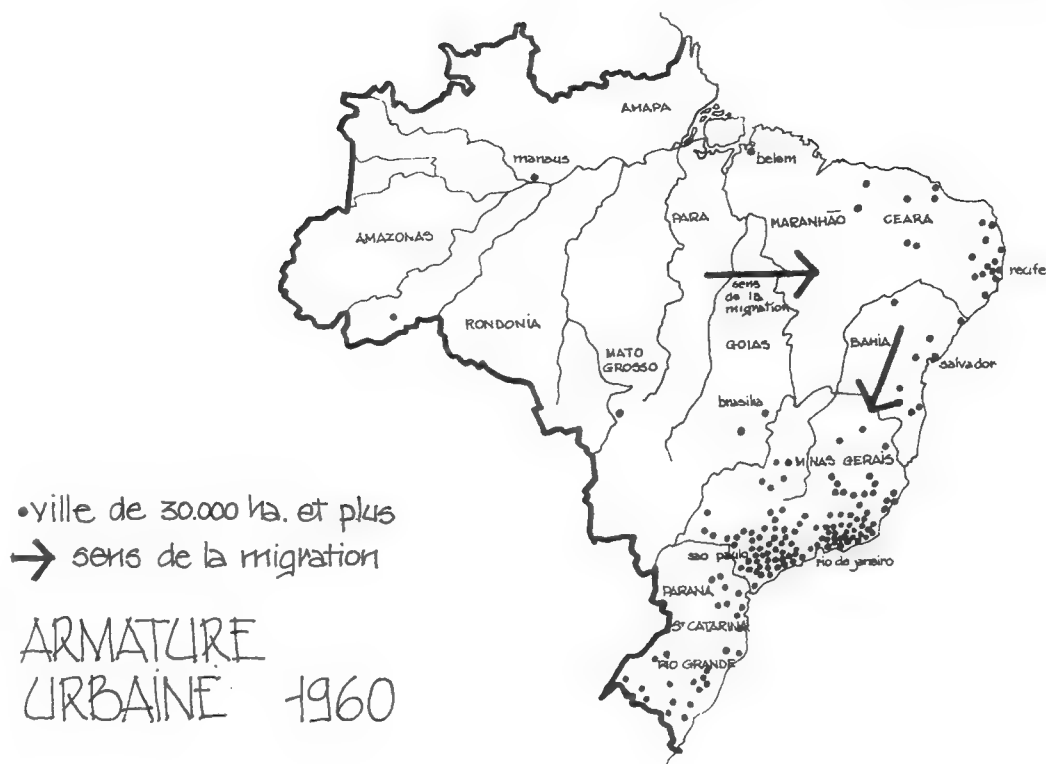 AMAPA
manaus
belem
AMAZONAS
PARA
MARANHÃO
CEARA
recife
sens
de la
migration
RONDONIA
MATO
GROSSO
GOIAS
BAHIA
salvador
brasilia
MINAS GERAIS
•ville de 30.000 ha. et plus
→ sens de la migration
sao paulo
rio de janeiro
PARANA
Sᵗ CATARINA
RIO GRANDE
ARMATURE
URBAINE 1960